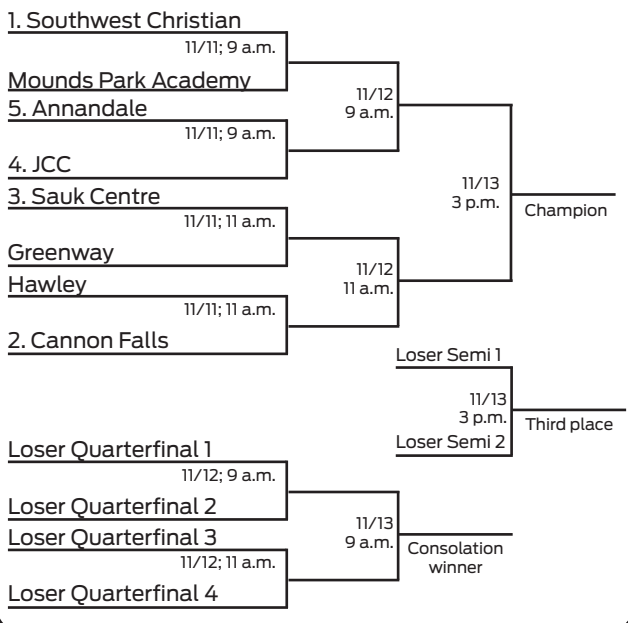 1. Southwest Christian
11/11; 9 a.m.
Mounds Park Academy
5. Annandale
11/11; 9 a.m.
4. JCC
3. Sauk Centre
11/11; 11 a.m.
Greenway
Hawley
11/11; 11 a.m.
2. Cannon Falls
11/12
9 a.m.
11/12
11 a.m.
11/13
3 p.m.
Champion
Loser Semi 1
11/13
3 p.m.
Loser Semi 2
Third place
Loser Quarterfinal 1
11/12; 9 a.m.
Loser Quarterfinal 2
Loser Quarterfinal 3
11/12; 11 a.m.
Loser Quarterfinal 4
11/13
9 a.m.
Consolation
winner